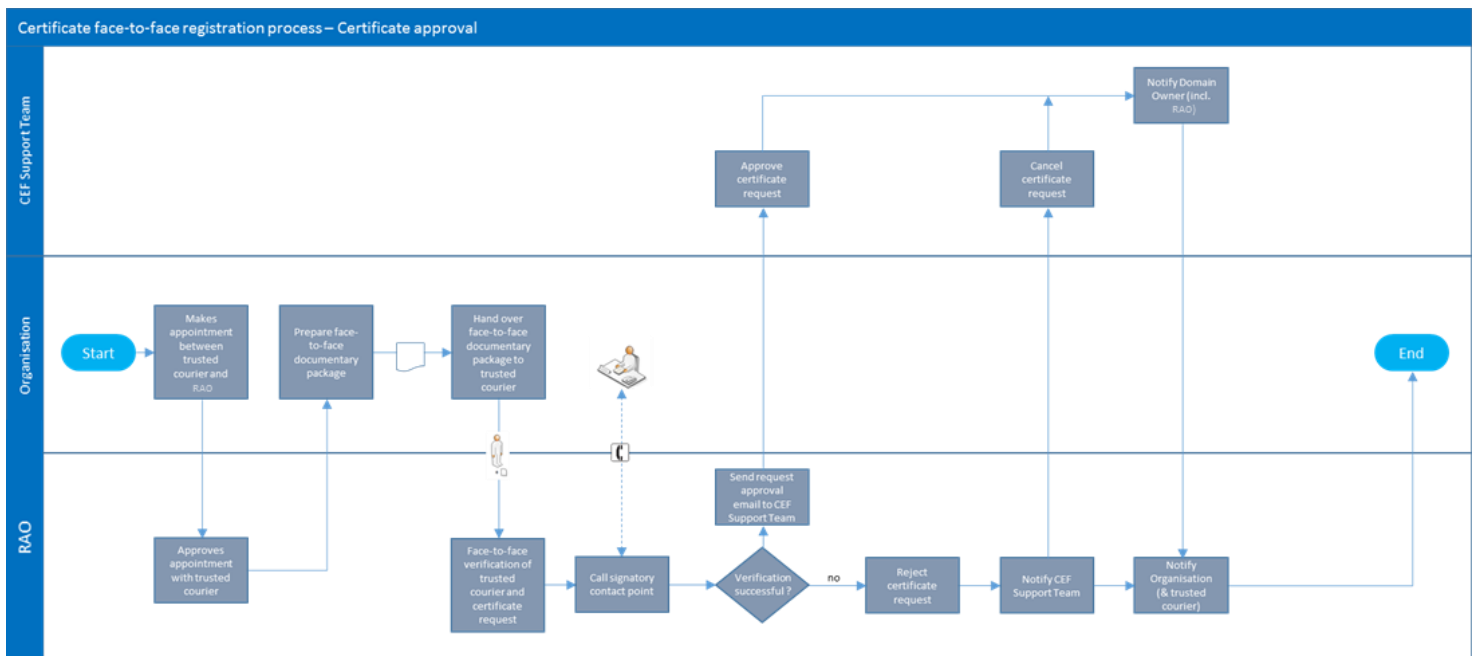 Certificate face-to-face registration process – Certificate approval
CEF Support Team
Notify Domain
Owner (incl.
RAO)
Approve
certificate
request
Cancel
certificate
request
Organisation
Start
Makes
appointment
between
trusted
courier and RAO
Prepare face-
to-face
documentary
package
Hand over
face-to-face
documentary
package to
trusted
courier
End
RAO
Approves
appointment
with trusted
courier
Face-to-face
verification of
trusted
courier and
certificate
request
Call signatory
contact point
Send request
approval
email to CEF
Support Team
Verification
successful ?
no
Reject
certificate
request
Notify CEF
Support Team
Notify
Organisation
(& trusted
courier)